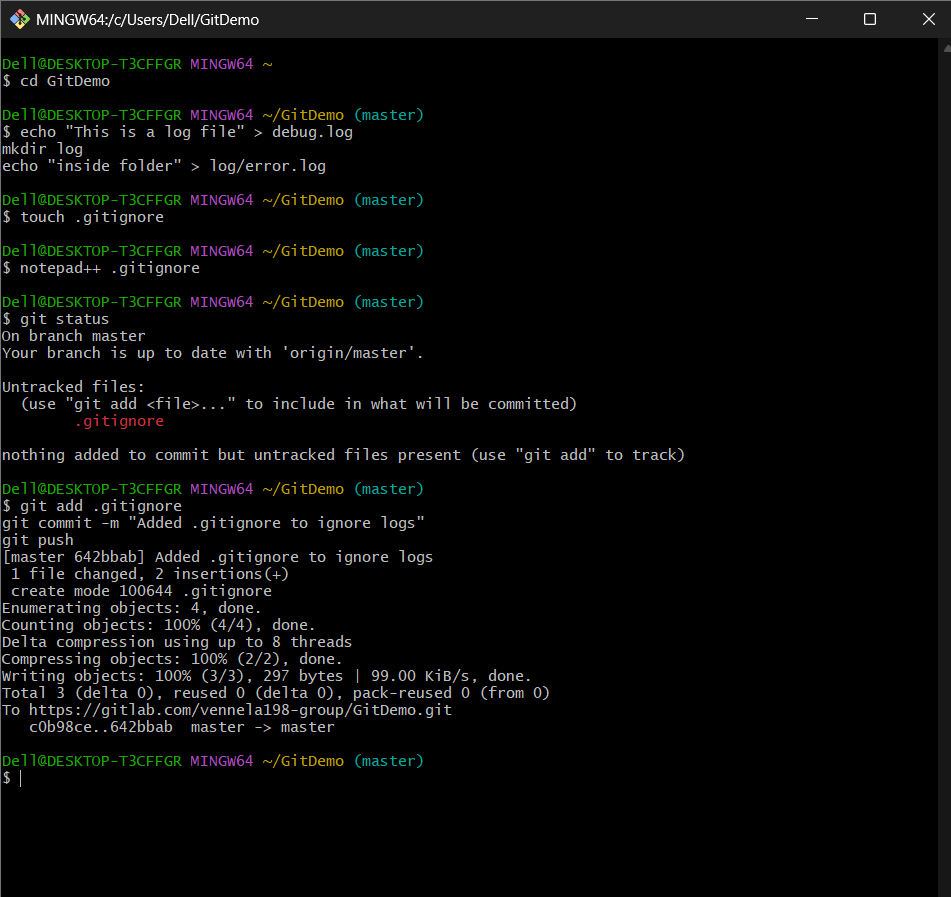 MINGW64:/c/Users/Dell/GitDemo
Dell@DESKTOP-T3CFFGR MINGW64 ~
$ cd GitDemo
Dell@DESKTOP-T3CFFGR MINGW64 ~/GitDemo (master)
$ echo "This is a log file" > debug.log
mkdir log
echo "inside folder" > log/error.log
Dell@DESKTOP-T3CFFGR MINGW64 ~/GitDemo (master)
$ touch .gitignore
Dell@DESKTOP-T3CFFGR MINGW64 ~/GitDemo (master)
$ notepad++ .gitignore
Dell@DESKTOP-T3CFFGR MINGW64 ~/GitDemo (master)
$ git status
On branch master
Your branch is up to date with 'origin/master'.
Untracked files:
  (use "git add <file>..." to include in what will be committed)
        .gitignore
nothing added to commit but untracked files present (use "git add" to track)
Dell@DESKTOP-T3CFFGR MINGW64 ~/GitDemo (master)
$ git add .gitignore
git commit -m "Added .gitignore to ignore logs"
git push
[master 642bbab] Added .gitignore to ignore logs
 1 file changed, 2 insertions(+)
 create mode 100644 .gitignore
Enumerating objects: 4, done.
Counting objects: 100% (4/4), done.
Delta compression using up to 8 threads
Compressing objects: 100% (2/2), done.
Writing objects: 100% (3/3), 297 bytes | 99.00 KiB/s, done.
Total 3 (delta 0), reused 0 (delta 0), pack-reused 0 (from 0)
To https://gitlab.com/vennela198-group/GitDemo.git
   c0b98ce..642bbab  master -> master
Dell@DESKTOP-T3CFFGR MINGW64 ~/GitDemo (master)
$